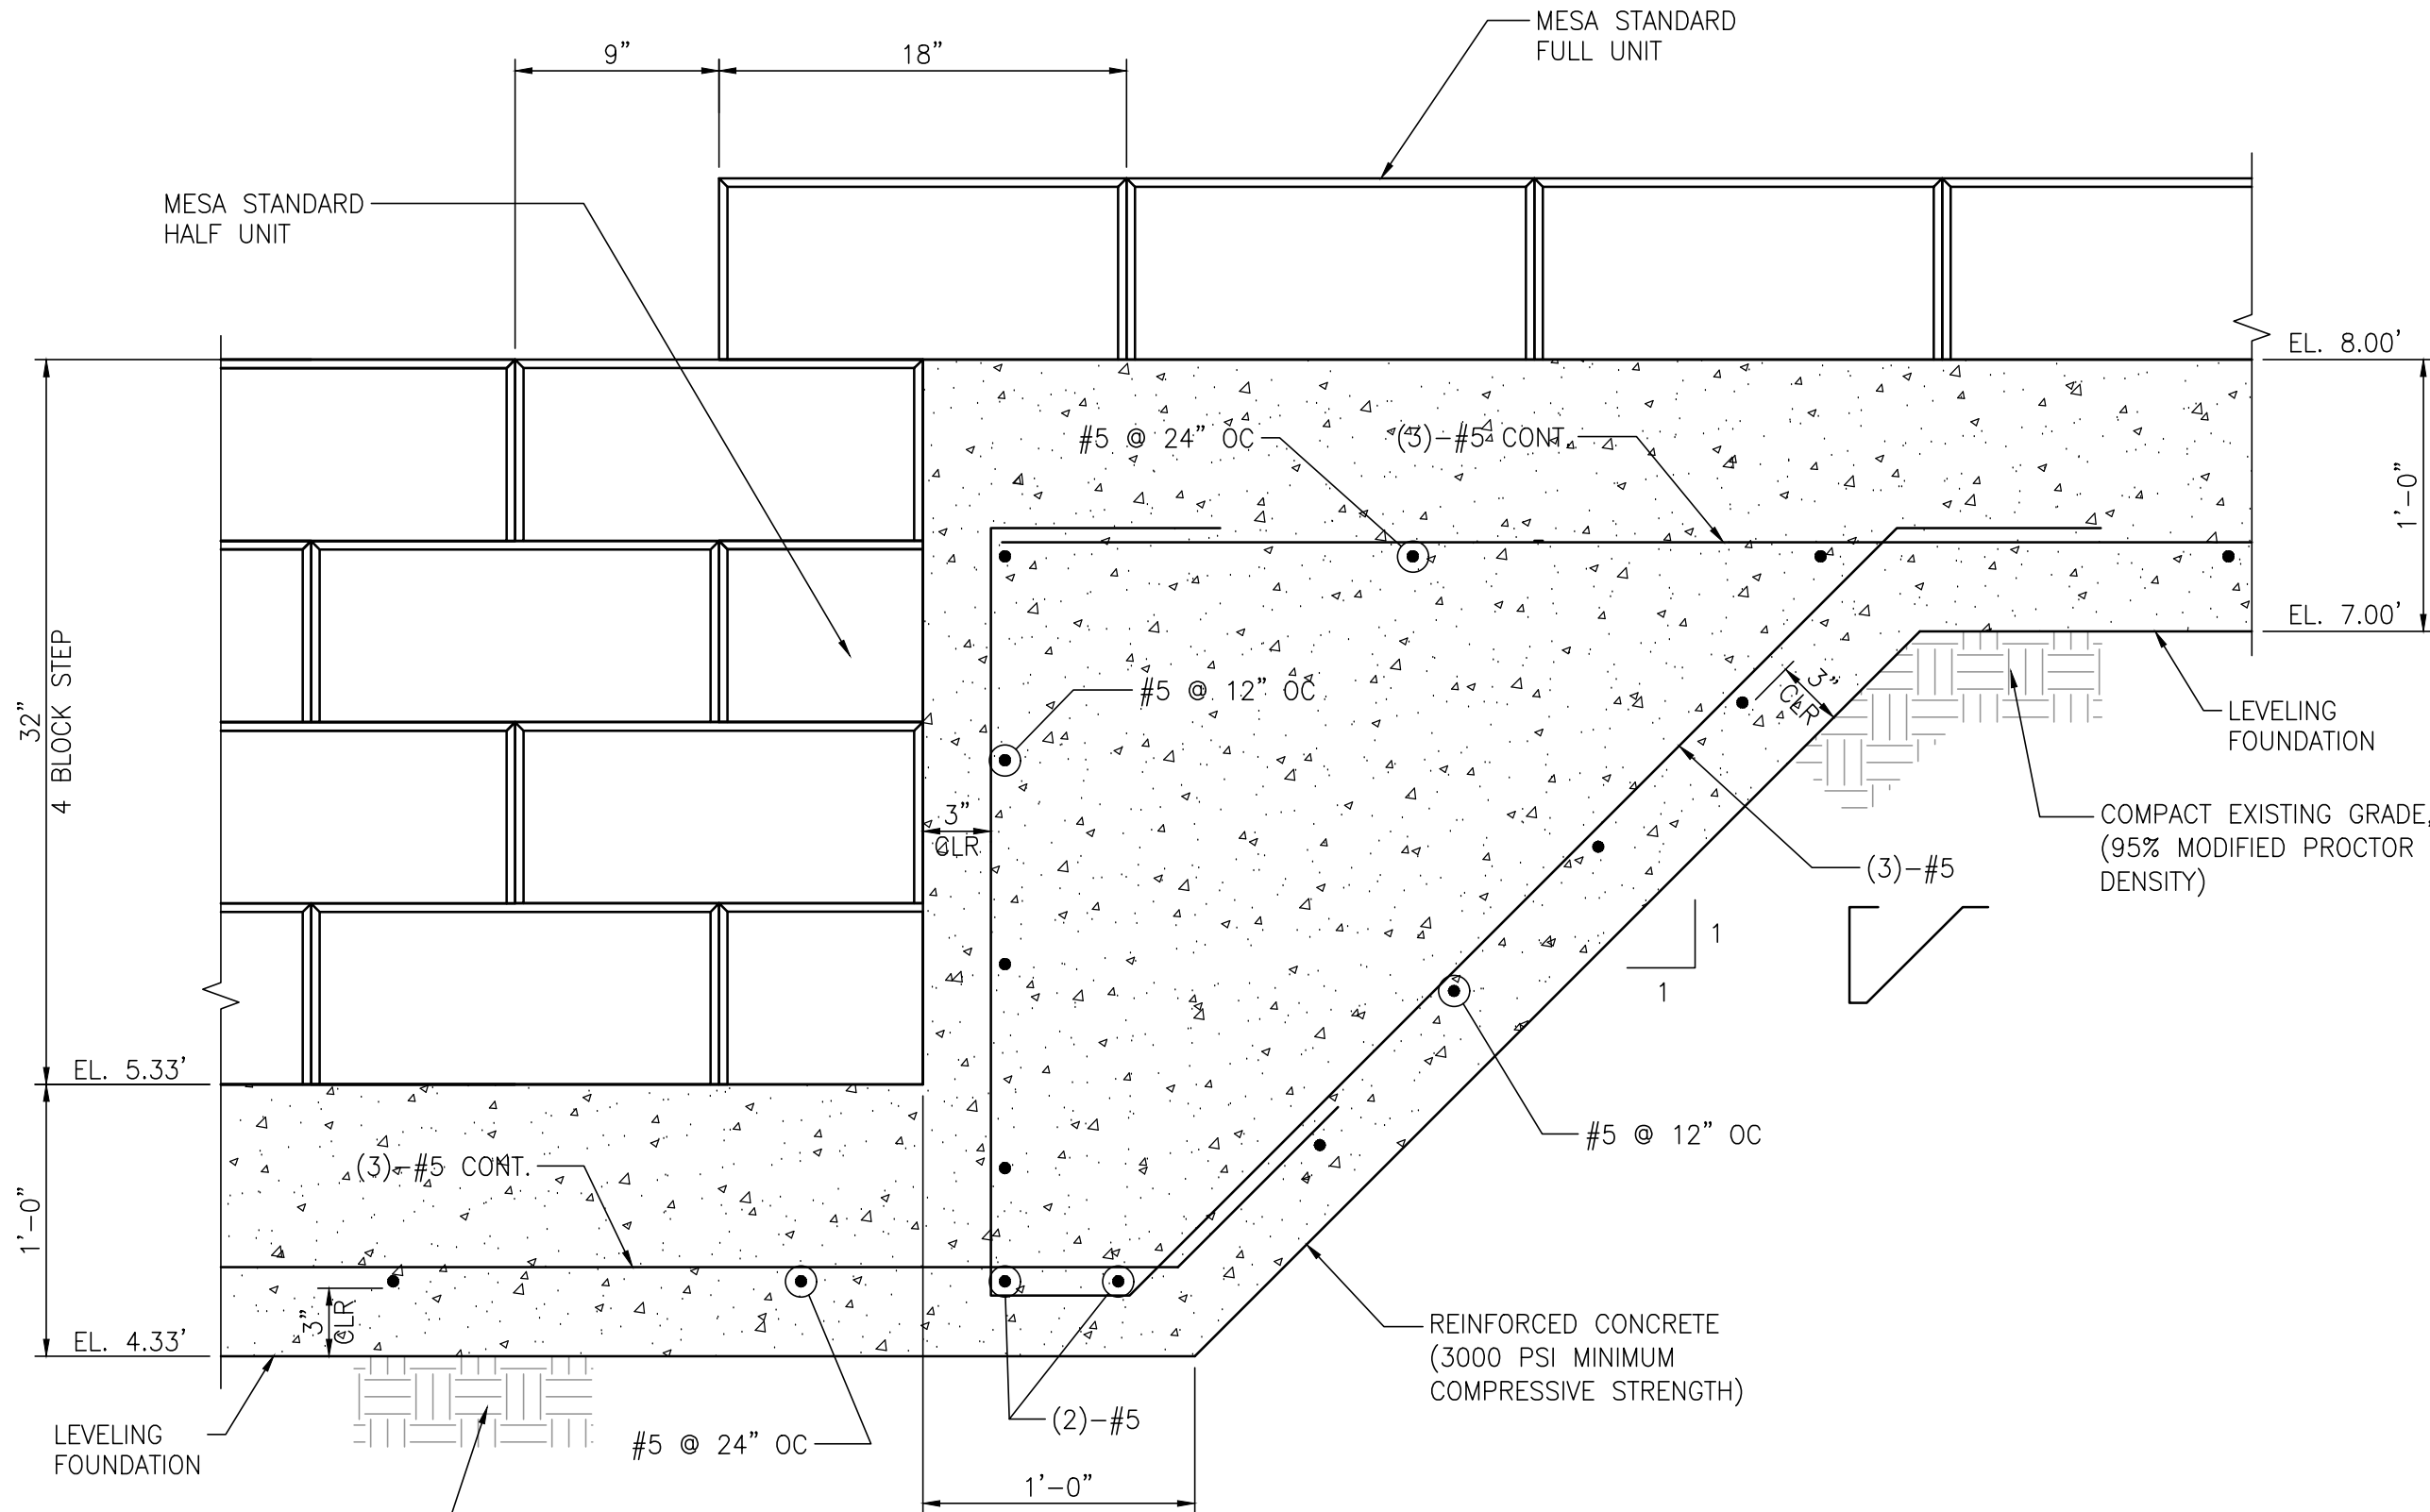 MESA STANDARD
FULL UNIT
9”
18”
MESA STANDARD
HALF UNIT
EL. 8.00’
#5 @ 24” OC
(3)-#5 CONT.
1’-0”
EL. 7.00’
32”
4 BLOCK STEP
#5 @ 12” OC
3”
CLR
LEVELING
FOUNDATION
3”
CLR
COMPACT EXISTING GRADE,
(95% MODIFIED PROCTOR
DENSITY)
(3)-#5
1
1
EL. 5.33’
#5 @ 12” OC
(3)-#5 CONT.
1’-0”
3”
CLR
EL. 4.33’
REINFORCED CONCRETE
(3000 PSI MINIMUM
COMPRESSIVE STRENGTH)
(2)-#5
LEVELING
FOUNDATION
#5 @ 24” OC
1’-0”